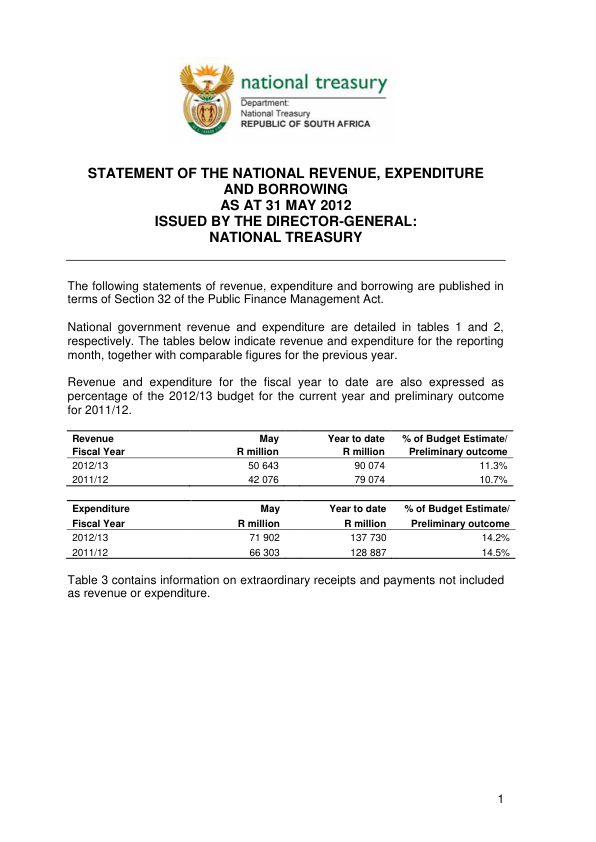 national treasury
Department:
National Treasury
REPUBLIC OF SOUTH AFRICA
STATEMENT OF THE NATIONAL REVENUE, EXPENDITURE
AND BORROWING
AS AT 31 MAY 2012
ISSUED BY THE DIRECTOR-GENERAL:
NATIONAL TREASURY
The following statements of revenue, expenditure and borrowing are published in
terms of Section 32 of the Public Finance Management Act.
National government revenue and expenditure are detailed in tables 1 and 2,
respectively. The tables below indicate revenue and expenditure for the reporting
month, together with comparable figures for the previous year.
Revenue and expenditure for the fiscal year to date are also expressed as
percentage of the 2012/13 budget for the current year and preliminary outcome
for 2011/12.
Revenue May Year to date % of Budget Estimate/
Fiscal Year R million R million Preliminary outcome
2012/13 50 643 90 074 11.3%
2011/12 42 076 79 074 10.7%
Expenditure May Year to date % of Budget Estimate/
Fiscal Year R million R million Preliminary outcome
2012/13 71 902 137 730 14.2%
2011/12 66 303 128 887 14.5%
Table 3 contains information on extraordinary receipts and payments not included
as revenue or expenditure.
1